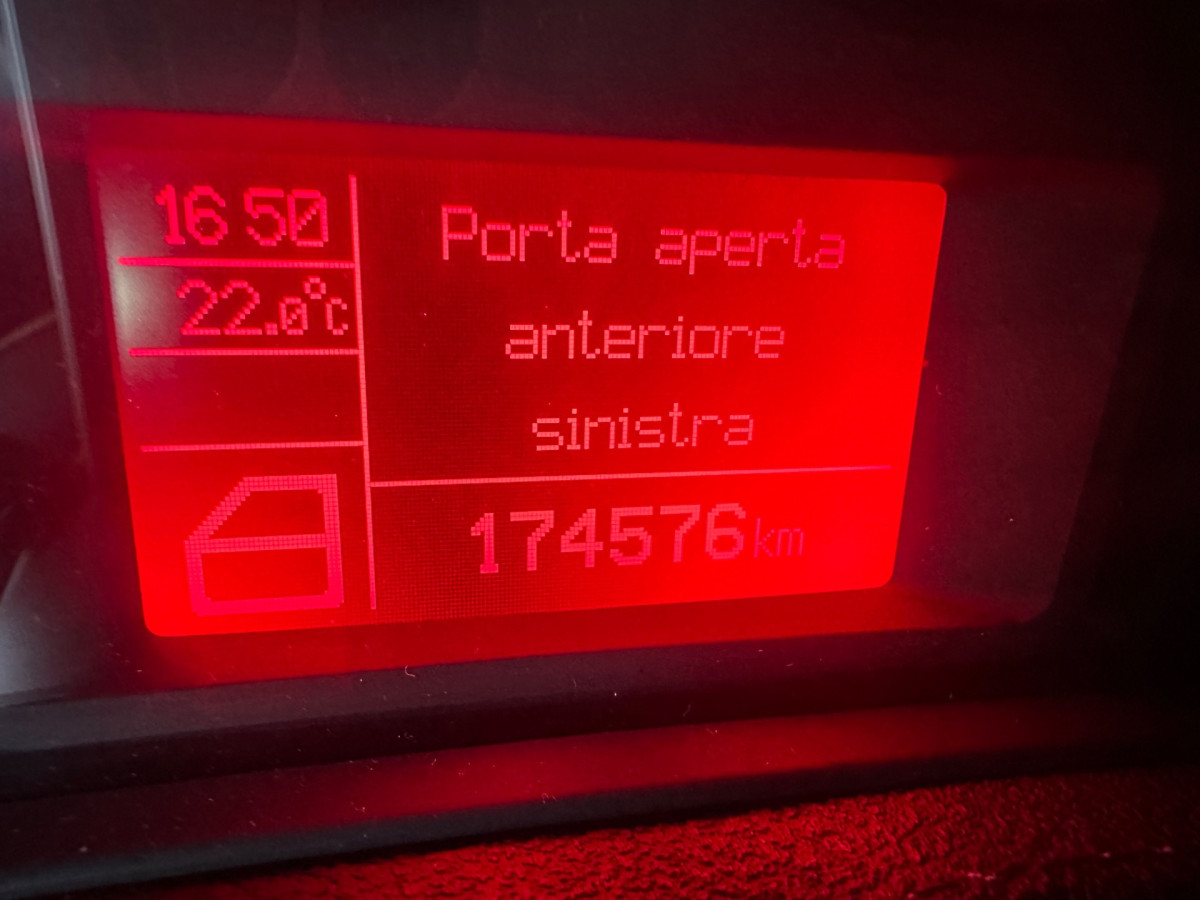 16 50
22.0°C
Porta aperta
anteriore
sinistra
174576 km